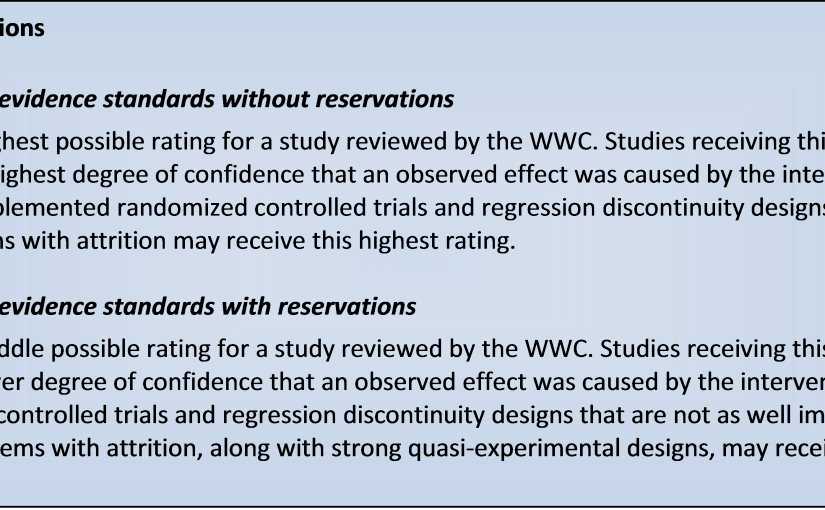 ions
evidence standards without reservations
ghest possible rating for a study reviewed by the WWC. Studies receiving thi
ighest degree of confidence that an observed effect was caused by the inte
plemented randomized controlled trials and regression discontinuity designs
ns with attrition may receive this highest rating.
evidence standards with reservations
ddle possible rating for a study reviewed by the WWC. Studies receiving this
er degree of confidence that an observed effect was caused by the interven
controlled trials and regression discontinuity designs that are not as well im
ems with attrition, along with strong quasi-experimental designs, may recei